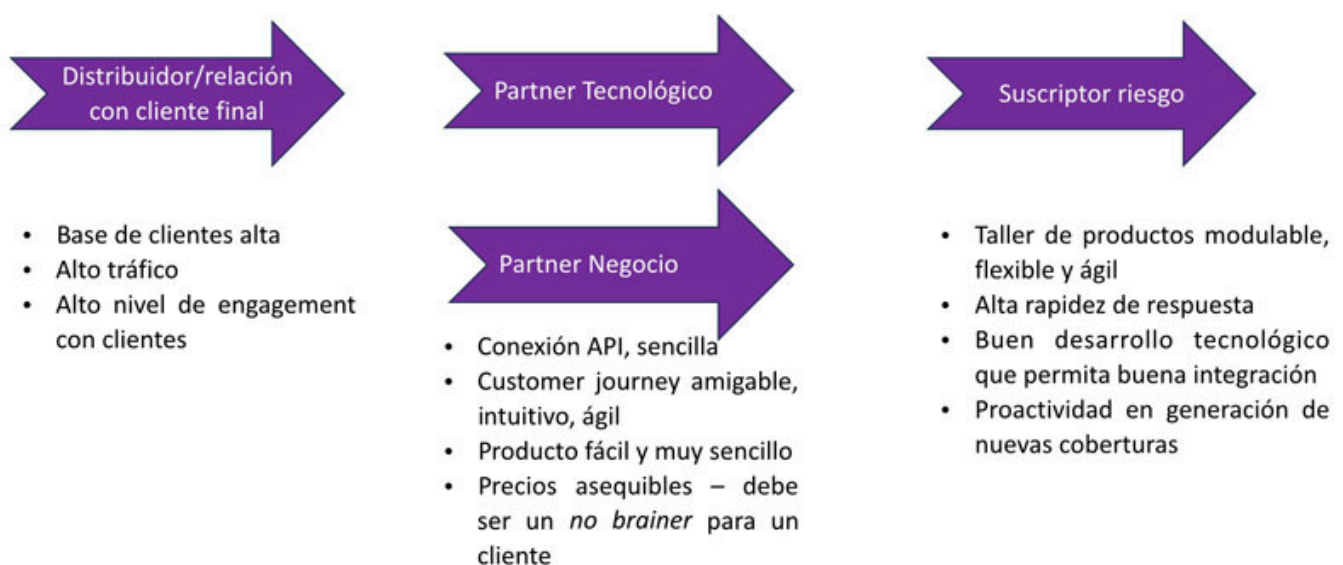 Distribuidor/relación
con cliente final
• Base de clientes alta
• Alto tráfico
• Alto nivel de engagement
con clientes
Partner Tecnológico
Partner Negocio
• Conexión API, sencilla
• Customer journey amigable,
intuitivo, ágil
• Producto fácil y muy sencillo
• Precios asequibles – debe
ser un no brainer para un
cliente
Suscriptor riesgo
• Taller de productos modulable,
flexible y ágil
• Alta rapidez de respuesta
• Buen desarrollo tecnológico
que permita buena integración
• Proactividad en generación de
nuevas coberturas